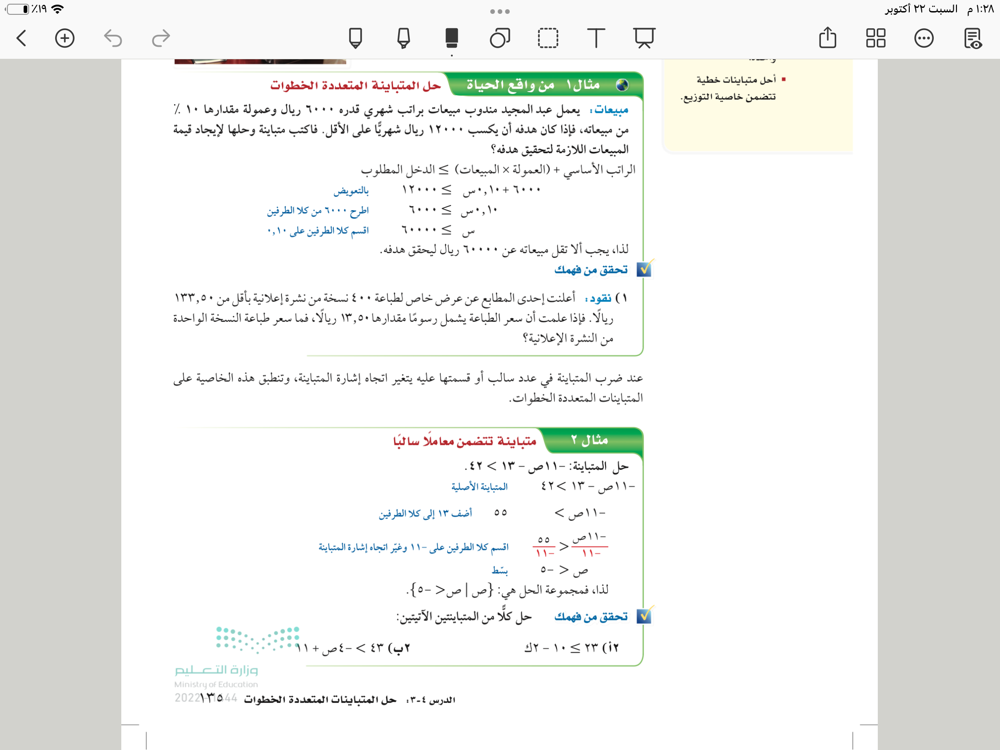 ١:٢٨ م السبت ٢٢ أكتوبر
٪١٩
أحل متباينات خطية
تتضمن خاصية التوزيع.
مثال ١ من واقع الحياة حل المتباينة المتعددة الخطوات
مبيعات: يعمل عبد المجيد مندوب مبيعات براتب شهري قدره ٦٠٠٠ ريال وعمولة مقدارها ١٠ ٪
من مبيعاته، فإذا كان هدفه أن يكسب ١٢٠٠٠ ريال شهريًّا على الأقل. فاكتب متباينة وحلها لإيجاد قيمة
المبيعات اللازمة لتحقيق هدفه؟
الراتب الأساسي + (العمولة × المبيعات) ≤ الدخل المطلوب
٦٠٠٠ + ٠,١٠س ≤ ١٢٠٠٠ بالتعويض
٠,١٠س ≤ ٦٠٠٠ اطرح ٦٠٠٠ من كلا الطرفين
س ≤ ٦٠٠٠٠ اقسم كلا الطرفين على ٠,١٠
لذا، يجب ألا تقل مبيعاته عن ٦٠٠٠٠ ريال ليحقق هدفه.
تحقق من فهمك
١) نقود: أعلنت إحدى المطابع عن عرض خاص لطباعة ٤٠٠ نسخة من نشرة إعلانية بأقل من ١٣٣,٥٠
ريالًا. فإذا علمت أن سعر الطباعة يشمل رسومًا مقدارها ١٣,٥٠ ريالًا، فما سعر طباعة النسخة الواحدة
من النشرة الإعلانية؟
عند ضرب المتباينة في عدد سالب أو قسمتها عليه يتغير اتجاه إشارة المتباينة، وتنطبق هذه الخاصية على
المتباينات المتعددة الخطوات.
مثال ٢ متباينة تتضمن معاملًا سالبًا
حل المتباينة: –١١ص – ١٣ > ٤٢.
–١١ص – ١٣ > ٤٢ المتباينة الأصلية
–١١ص > ٥٥ أضف ١٣ إلى كلا الطرفين
–١١ص/–١١ < ٥٥/–١١ اقسم كلا الطرفين على –١١ وغيّر اتجاه إشارة المتباينة
ص < –٥ بسّط
لذا، فمجموعة الحل هي: {ص | ص < –٥}.
تحقق من فهمك حل كلًّا من المتباينتين الآتيتين:
٢أ) ٢٣ ≥ ١٠ – ٢ك ٢ب) ٤٣ > –٤ص + ١١
وزارة التعليم
Ministry of Education
2022 - 1444
الدرس ٤-٣: حل المتباينات المتعددة الخطوات ١٣٥